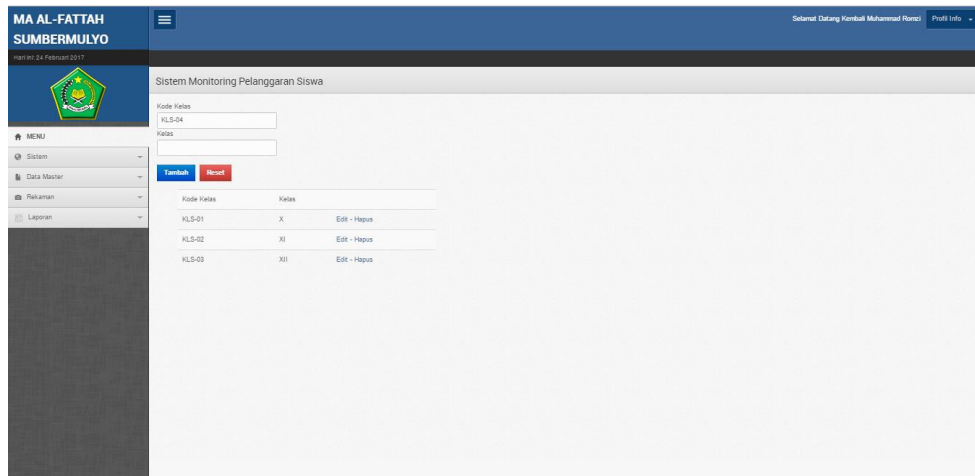 MA AL-FATTAH
SUMBERMULYO
Selamat Datang Kembali Muhammad Romzi
Profil Info
Hari ini: 24 Februari 2017
Sistem Monitoring Pelanggaran Siswa
MENU
Sistem
Data Master
Rekaman
Laporan
Kode Kelas
KLS-04
Kelas
Tambah Reset
Kode Kelas Kelas
KLS-01 X Edit - Hapus
KLS-02 XI Edit - Hapus
KLS-03 XII Edit - Hapus